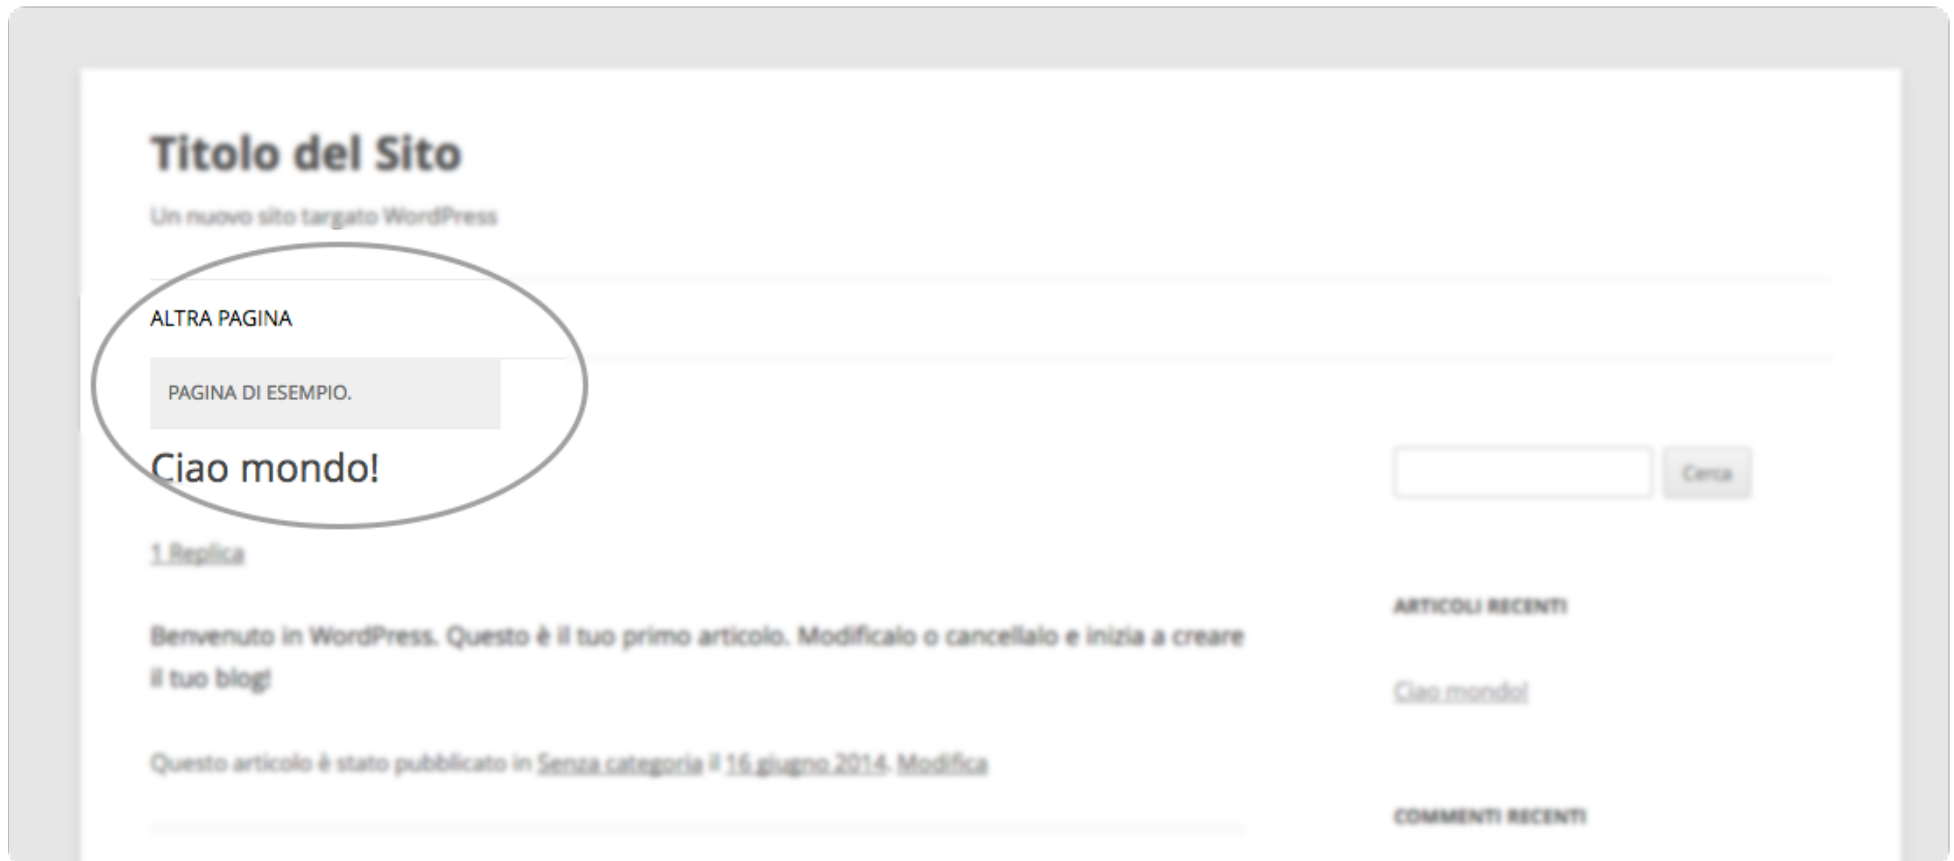 Titolo del Sito
Un nuovo sito targato WordPress
ALTRA PAGINA
PAGINA DI ESEMPIO.
Ciao mondo!
Cerca
1 Replica
ARTICOLI RECENTI
Benvenuto in WordPress. Questo è il tuo primo articolo. Modificalo o cancellalo e inizia a creare
il tuo blog!
Ciao mondo!
Questo articolo è stato pubblicato in Senza categoria il 16 giugno 2014. Modifica
COMMENTI RECENTI